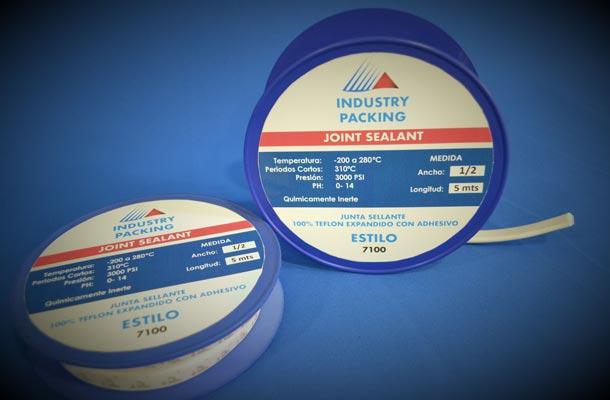 INDUSTRY
PACKING
JOINT SEALANT
Temperatura: -200 a 280°C
Periodos Cortos: 310°C
Presión: 3000 PSI
PH: 0- 14
Quimicamente Inerte
MEDIDA
Ancho: 1/2
Longitud: 5 mts
JUNTA SELLANTE
100% TEFLON EXPANDIDO CON ADHESIVO
ESTILO
7100
INDUSTRY
PACKING
JOINT SEALANT
Temperatura: -200 a 280°C
Periodos Cortos: 310°C
Presión: 3000 PSI
PH: 0- 14
Quimicamente Inerte
MEDIDA
Ancho: 1/2
Longitud: 5 mts
JUNTA SELLANTE
100% TEFLON EXPANDIDO CON ADHESIVO
ESTILO
7100